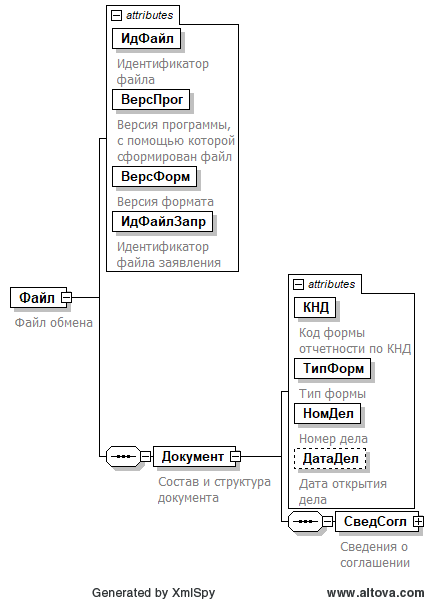 attributes
ИдФайл
Идентификатор
файла
ВерсПрог
Версия программы,
с помощью которой
сформирован файл
ВерсФорм
Версия формата
ИдФайлЗапр
Идентификатор
файла заявления
Файл
Файл обмена
Документ
Состав и структура
документа
attributes
КНД
Код формы
отчетности по КНД
ТипФорм
Тип формы
НомДел
Номер дела
ДатаДел
Дата открытия
дела
СведСогл
Сведения о
соглашении
Generated by XmlSpy
www.altova.com